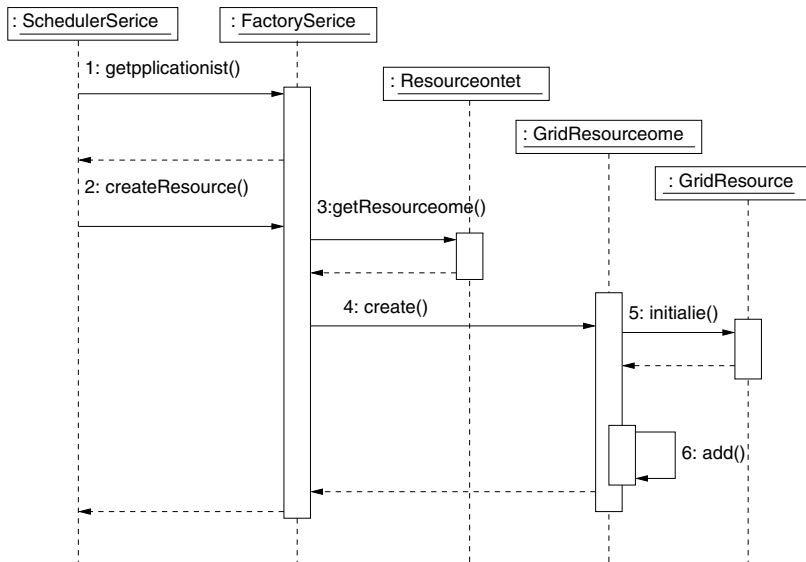 : SchedulerSerice
: FactorySerice
1: getpplicationist()
: Resourceontet
: GridResourceome
: GridResource
2: createResource()
3:getResourceome()
4: create()
5: initialie()
6: add()